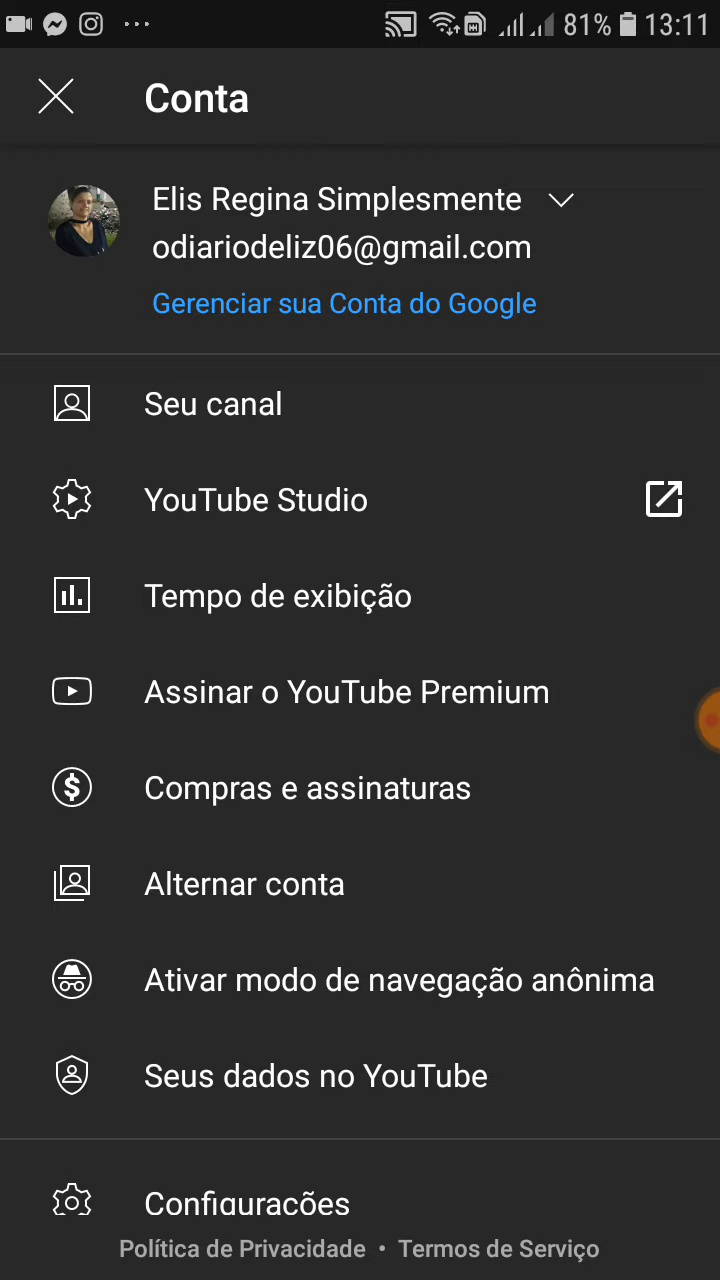 81% 13:11
Conta
Elis Regina Simplesmente
odiariodeliz06@gmail.com
Gerenciar sua Conta do Google
Seu canal
YouTube Studio
Tempo de exibição
Assinar o YouTube Premium
Compras e assinaturas
Alternar conta
Ativar modo de navegação anônima
Seus dados no YouTube
Configurações
Política de Privacidade • Termos de Serviço